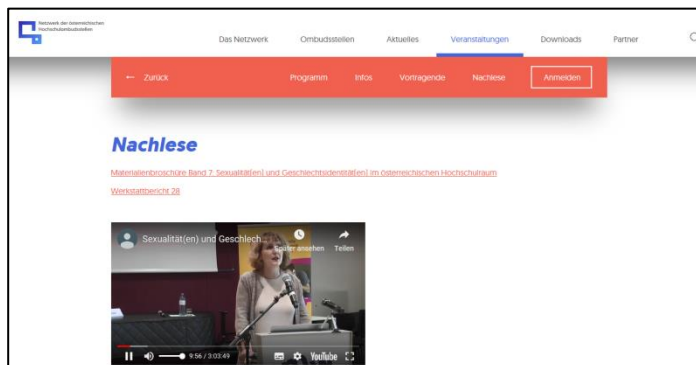 Netzwerk der österreichischen
Hochschulombudsstellen
Das Netzwerk Ombudsstellen Aktuelles Veranstaltungen Downloads Partner
← Zurück Programm Infos Vortragende Nachlese Anmelden
Nachlese
Materialienbroschüre Band 7: Sexualität(en) und Geschlechtsidentität(en) im österreichischen Hochschulraum
Werkstattbericht 28
Sexualität(en) und Geschlech...
Später ansehen Teilen
9:56 / 3:03:49 YouTube